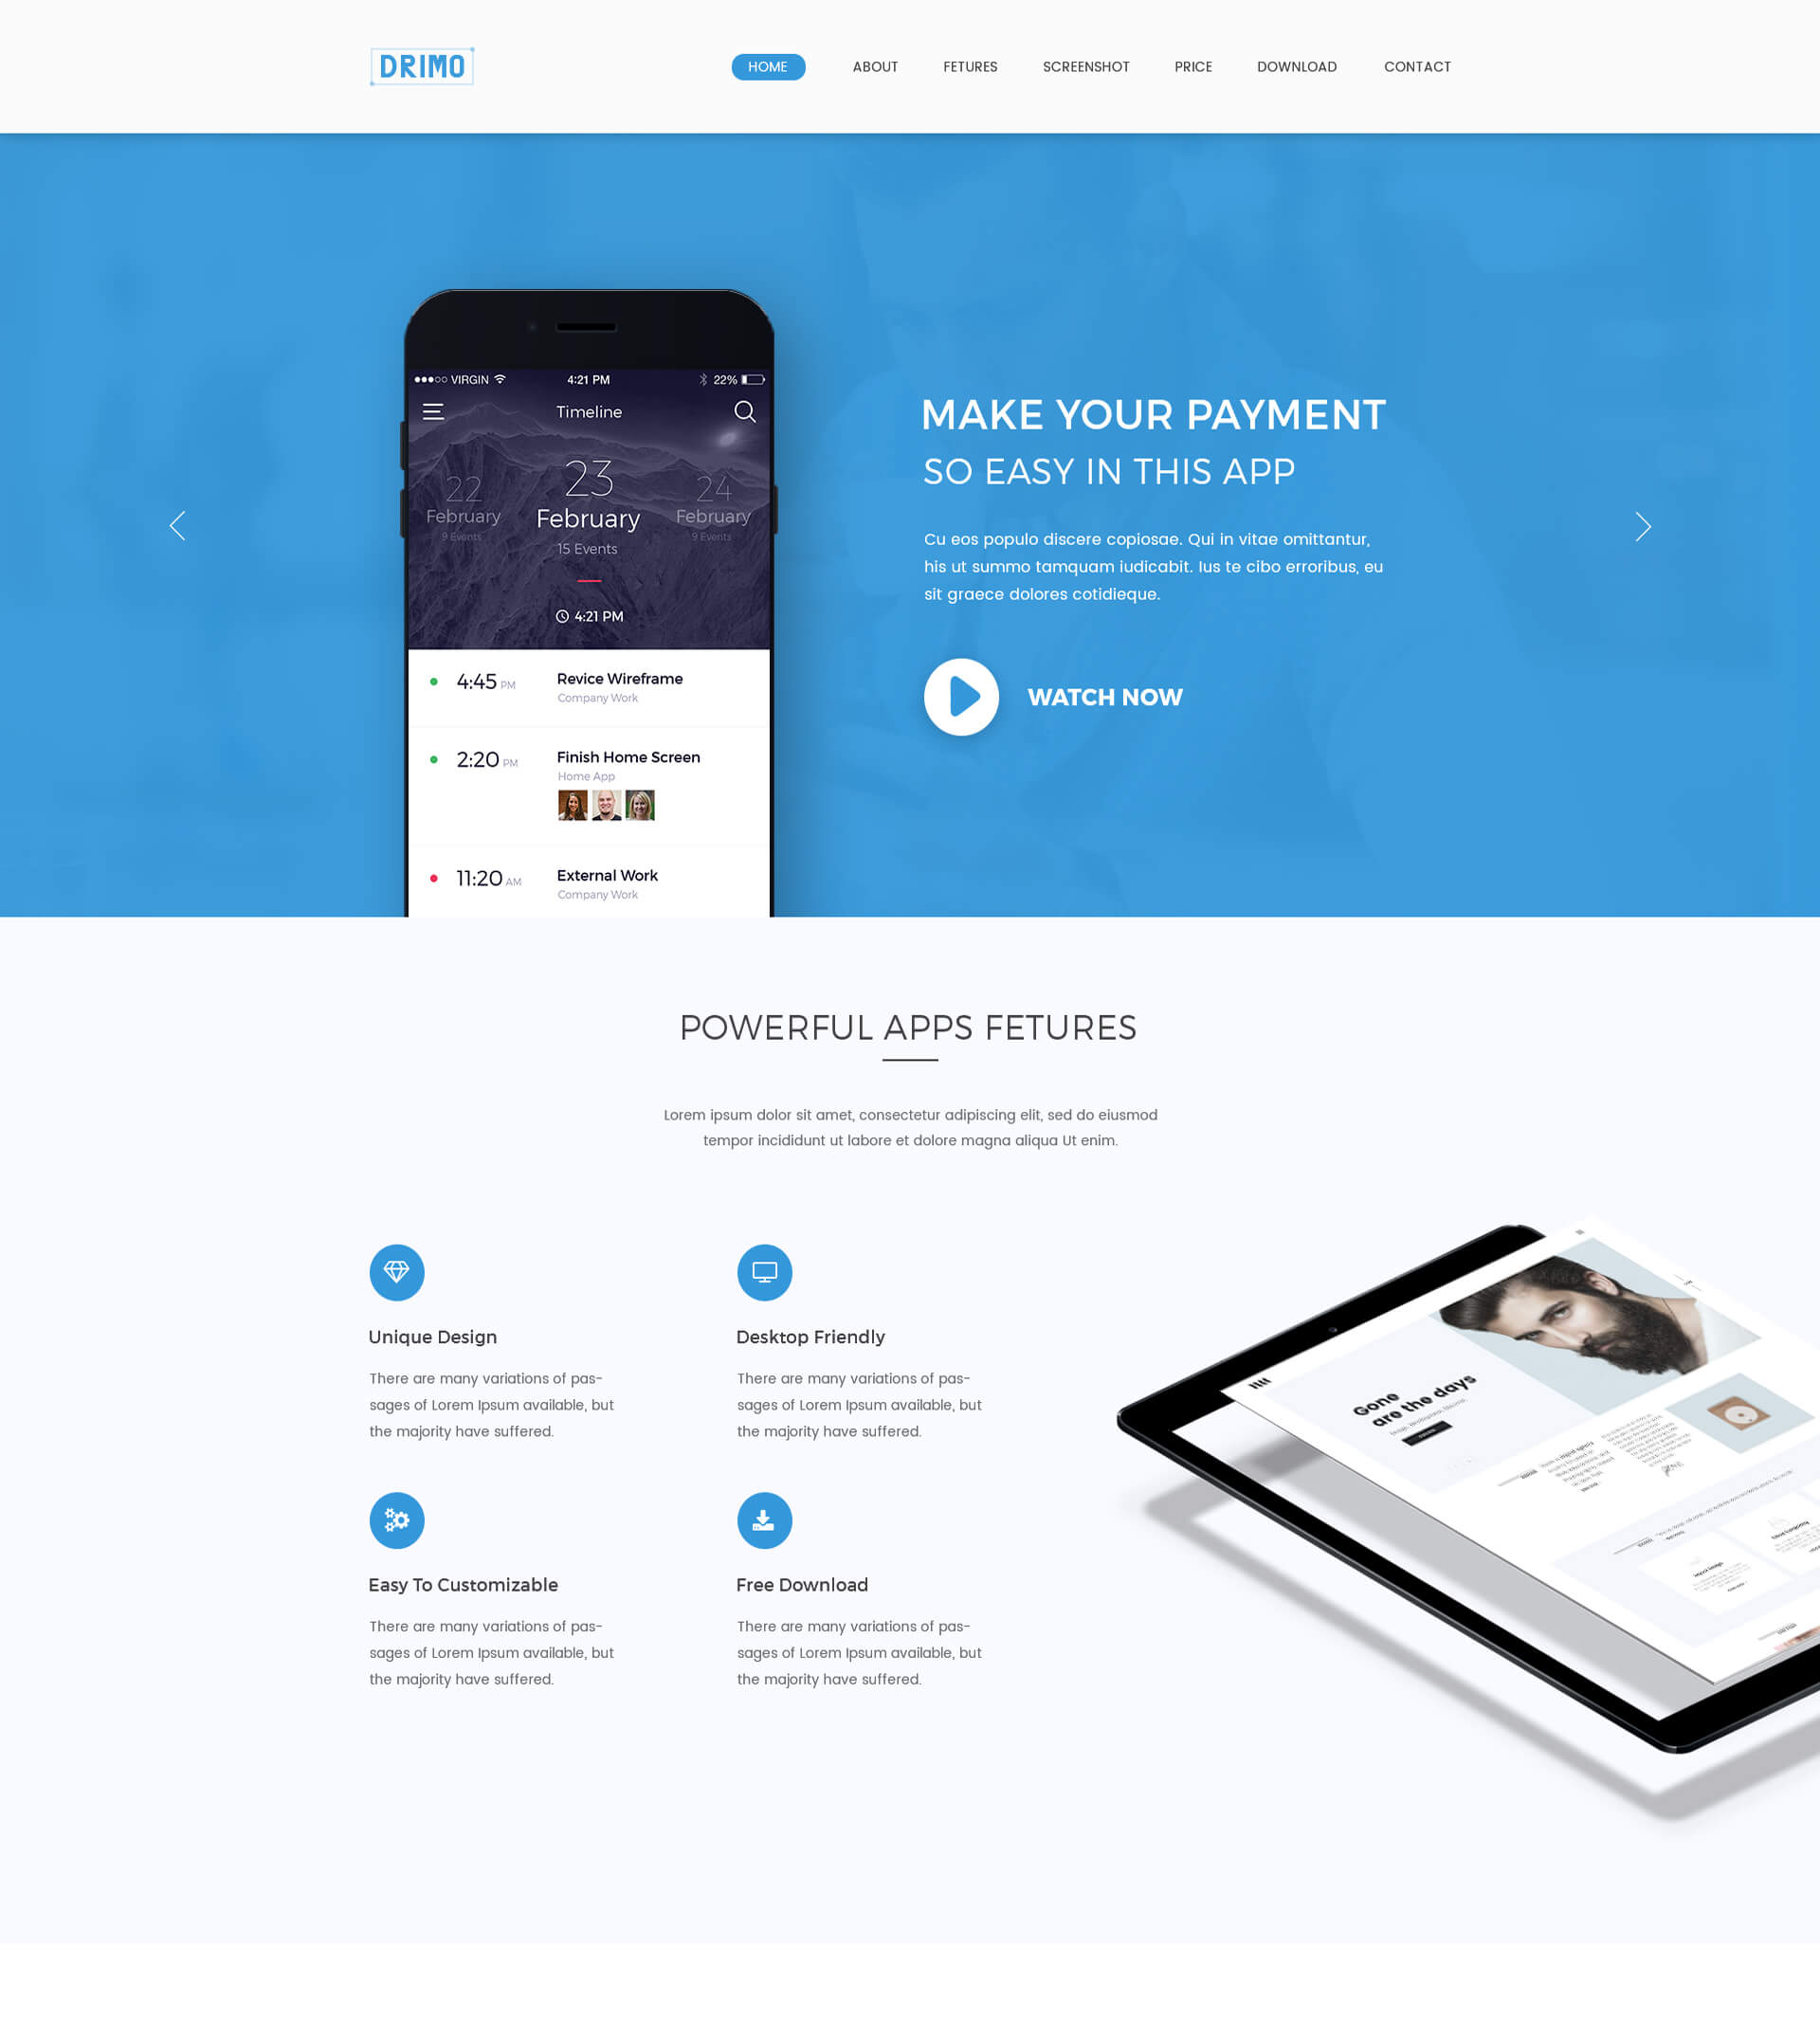 DRIMO
HOME
ABOUT
FETURES
SCREENSHOT
PRICE
DOWNLOAD
CONTACT
VIRGIN
4:21 PM
22%
Timeline
22
February
9 Events
23
February
15 Events
24
February
9 Events
4:21 PM
4:45 PM
Revice Wireframe
Company Work
2:20 PM
Finish Home Screen
Home App
11:20 AM
External Work
Company Work
MAKE YOUR PAYMENT
SO EASY IN THIS APP
Cu eos populo discere copiosae. Qui in vitae omittantur,
his ut summo tamquam iudicabit. Ius te cibo erroribus, eu
sit graece dolores cotidieque.
WATCH NOW
POWERFUL APPS FETURES
Lorem ipsum dolor sit amet, consectetur adipiscing elit, sed do eiusmod
tempor incididunt ut labore et dolore magna aliqua Ut enim.
Unique Design
There are many variations of pas-
sages of Lorem Ipsum available, but
the majority have suffered.
Desktop Friendly
There are many variations of pas-
sages of Lorem Ipsum available, but
the majority have suffered.
Easy To Customizable
There are many variations of pas-
sages of Lorem Ipsum available, but
the majority have suffered.
Free Download
There are many variations of pas-
sages of Lorem Ipsum available, but
the majority have suffered.
Gone
are the days